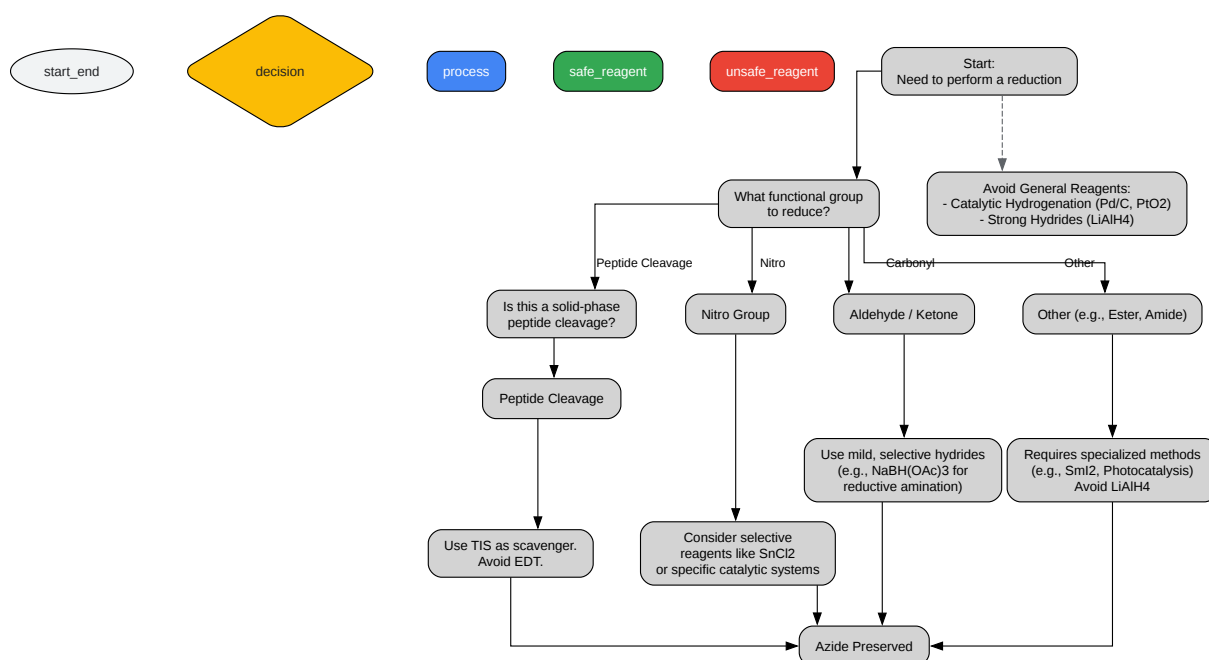 start_end
decision
process
safe_reagent
unsafe_reagent
Start:
Need to perform a reduction
Avoid General Reagents:
- Catalytic Hydrogenation (Pd/C, PtO2)
- Strong Hydrides (LiAlH4)
What functional group
to reduce?
Peptide Cleavage
Nitro
Carbonyl
Other
Is this a solid-phase
peptide cleavage?
Nitro Group
Aldehyde / Ketone
Other (e.g., Ester, Amide)
Peptide Cleavage
Use mild, selective hydrides
(e.g., NaBH(OAc)3 for
reductive amination)
Requires specialized methods
(e.g., SmI2, Photocatalysis)
Avoid LiAlH4
Use TIS as scavenger.
Avoid EDT.
Consider selective
reagents like SnCl2
or specific catalytic systems
Azide Preserved